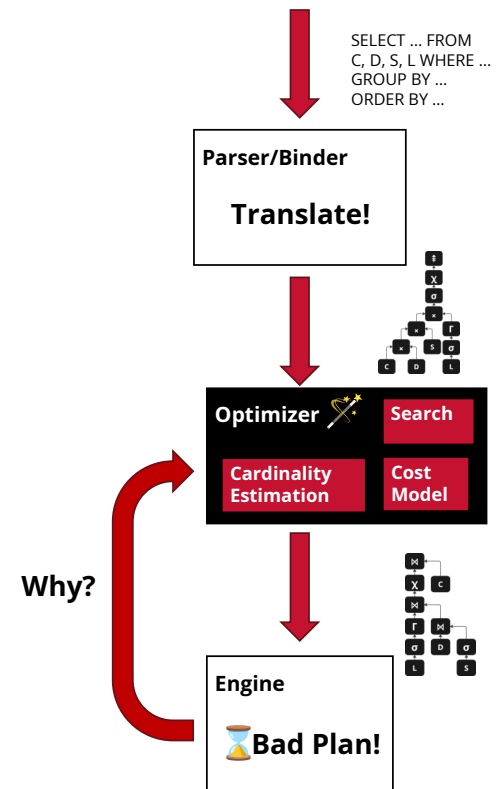 SELECT ... FROM
C, D, S, L WHERE ...
GROUP BY ...
ORDER BY ...
Parser/Binder
Translate!
χ
σ
×
× Γ
× S σ
C D L
Optimizer
Search
Cardinality
Estimation
Cost
Model
⋈
χ C
⋈
Γ ⋈
σ D σ
L S
Why?
Engine
Bad Plan!